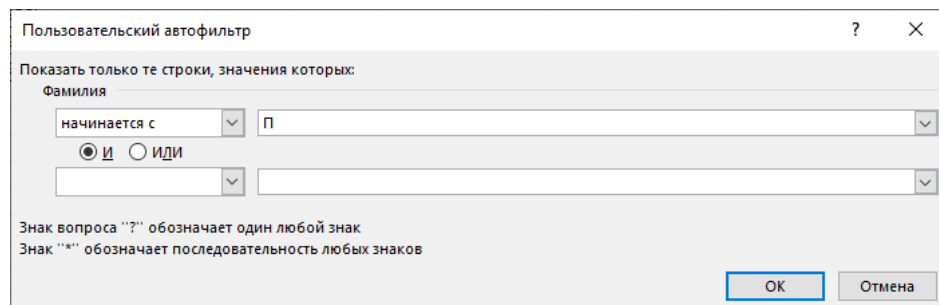 Пользовательский автофильтр ?
Показать только те строки, значения которых:
Фамилия
начинается с П
И ИЛИ
Знак вопроса "?" обозначает один любой знак
Знак "*" обозначает последовательность любых знаков
ОК Отмена